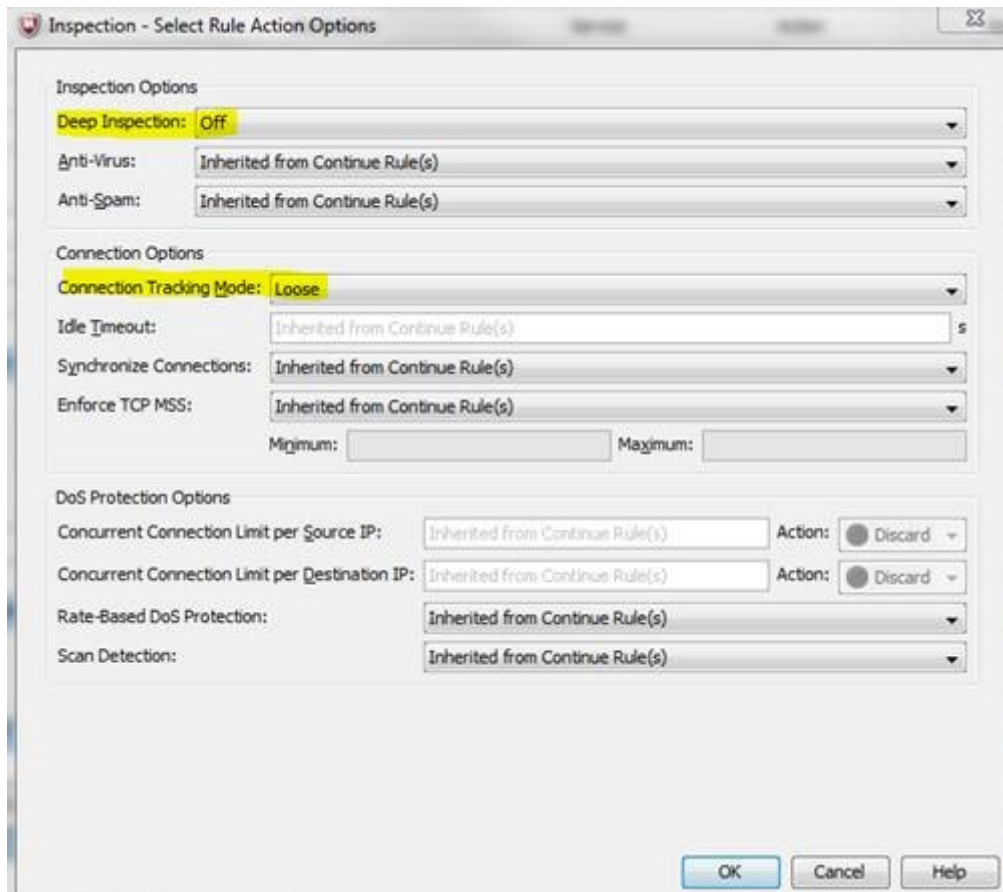 Inspection - Select Rule Action Options
Inspection Options
Deep Inspection: Off
Anti-Virus: Inherited from Continue Rule(s)
Anti-Spam: Inherited from Continue Rule(s)
Connection Options
Connection Tracking Mode: Loose
Idle Timeout: Inherited from Continue Rule(s) s
Synchronize Connections: Inherited from Continue Rule(s)
Enforce TCP MSS: Inherited from Continue Rule(s)
Minimum: Maximum:
DoS Protection Options
Concurrent Connection Limit per Source IP: Inherited from Continue Rule(s) Action: Discard
Concurrent Connection Limit per Destination IP: Inherited from Continue Rule(s) Action: Discard
Rate-Based DoS Protection: Inherited from Continue Rule(s)
Scan Detection: Inherited from Continue Rule(s)
OK Cancel Help